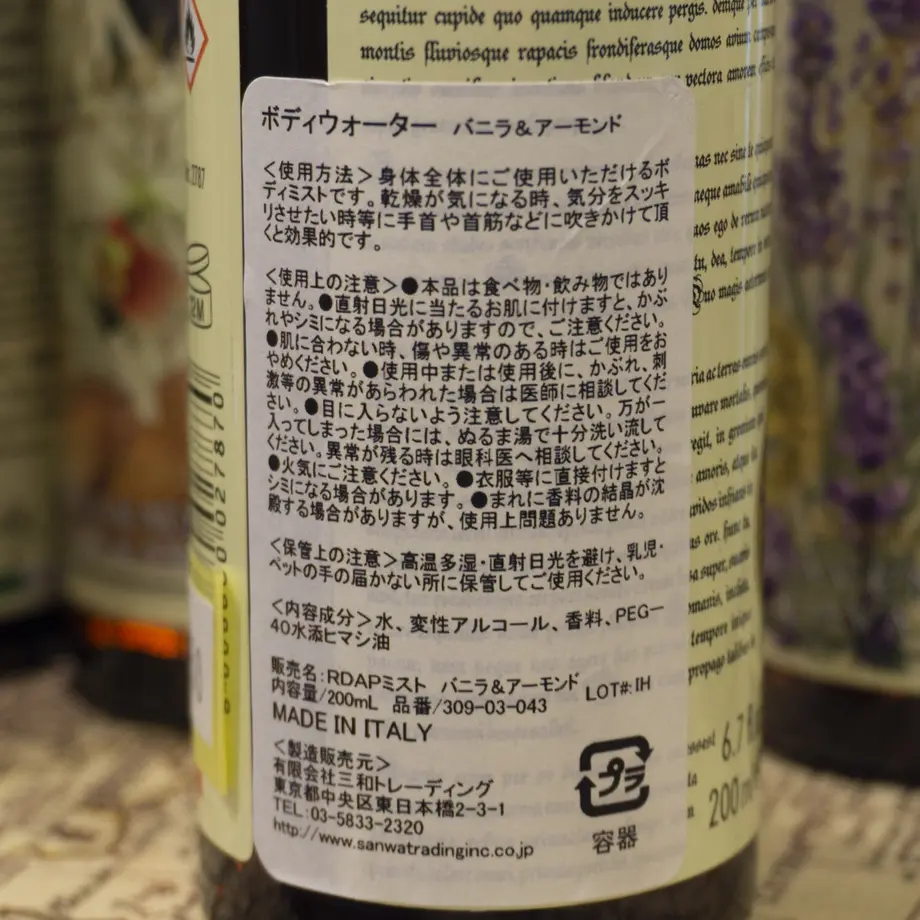 sequitur cupide quo quamque inducere pergis. denique
montis fluviosque rapacis frondiferasque domos avium
pectora amorem
ボディウォーター バニラ&アーモンド
<使用方法>身体全体にご使用いただけるボ
ディミストです。乾燥が気になる時、気分をスッキ
リさせたい時等に手首や首筋などに吹きかけて頂
くと効果的です。
<使用上の注意>●本品は食べ物・飲み物ではあり
ません。●直射日光に当たるお肌に付けますと、かぶ
れやシミになる場合がありますので、ご注意ください。
●肌に合わない時、傷や異常のある時はご使用をお
やめください。●使用中または使用後に、かぶれ、刺
激等の異常があらわれた場合は医師に相談してくだ
さい。●目に入らないよう注意してください。万が一
入ってしまった場合には、ぬるま湯で十分洗い流して
ください。異常が残る時は眼科医へ相談してください。
●火気にご注意ください。●衣服等に直接付けますと
シミになる場合があります。●まれに香料の結晶が沈
殿する場合がありますが、使用上問題ありません。
<保管上の注意>高温多湿・直射日光を避け、乳児・
ペットの手の届かない所に保管してご使用ください。
<内容成分>水、変性アルコール、香料、PEG-
40水添ヒマシ油
販売名:RDAPミスト バニラ&アーモンド
内容量/200mL 品番/309-03-043 LOT#:IH
MADE IN ITALY
<製造販売元>
有限会社三和トレーディング
東京都中央区東日本橋2-3-1
TEL:03-5833-2320
http://www.sanwatradinginc.co.jp
プラ
容器
nec sine
amabile
ego de rerum
dea, tempore
magis
ac terras
mortalis,
in gremium
amoris,
ore.
super,
tempore
propago
6.7
200 ml